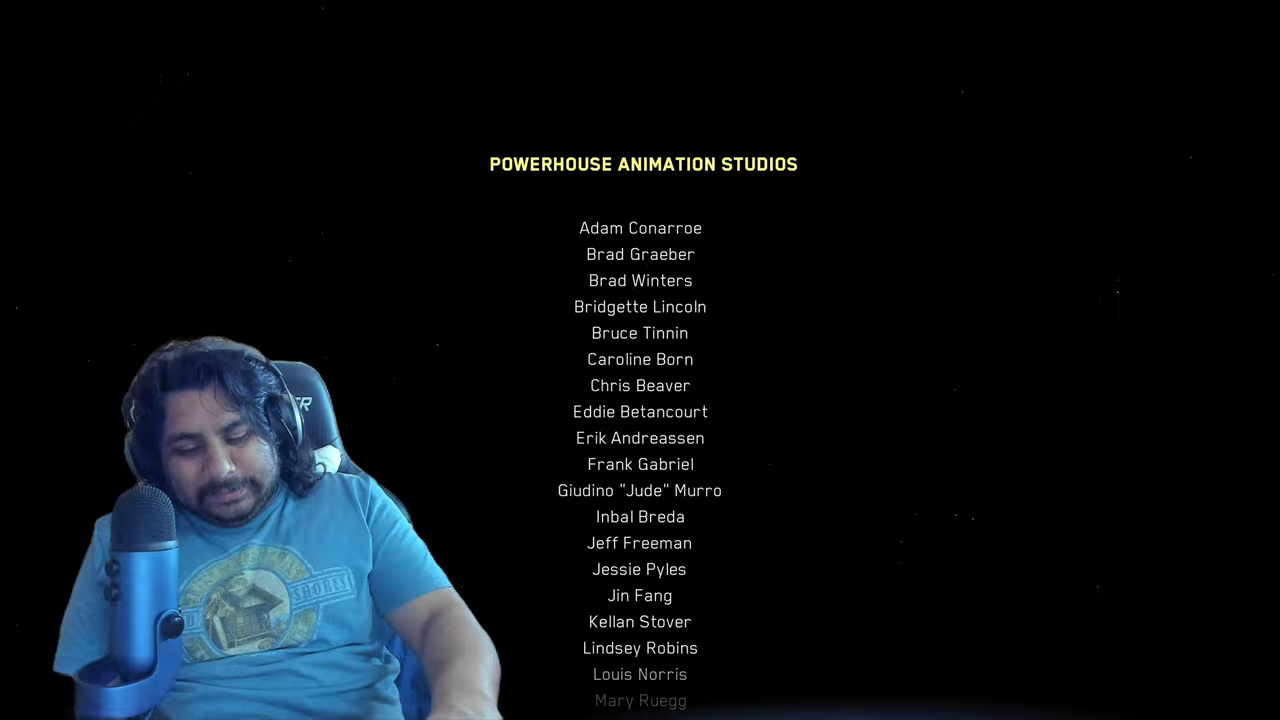 POWERHOUSE ANIMATION STUDIOS
Adam Conarroe
Brad Graeber
Brad Winters
Bridgette Lincoln
Bruce Tinnin
Caroline Born
Chris Beaver
Eddie Betancourt
Erik Andreassen
Frank Gabriel
Giudino "Jude" Murro
Inbal Breda
Jeff Freeman
Jessie Pyles
Jin Fang
Kellan Stover
Lindsey Robins
Louis Norris
Mary Ruegg
SHORES